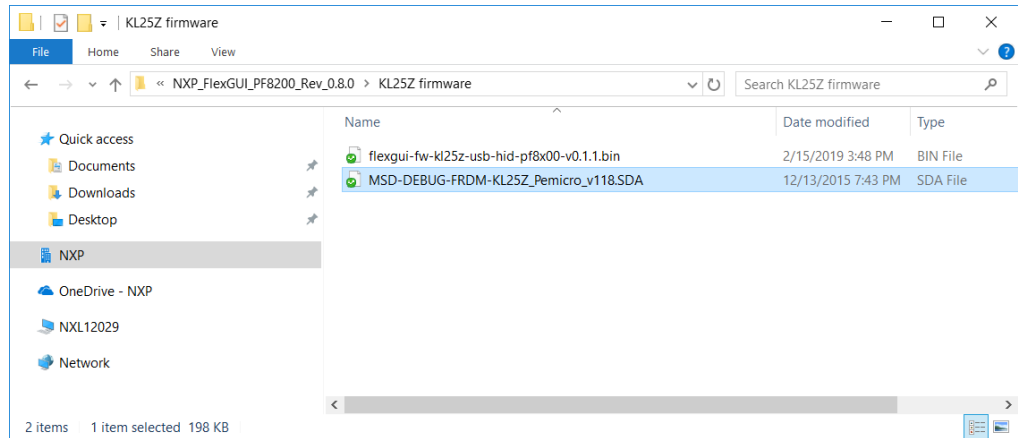 KL25Z firmware
File Home Share View
« NXP_FlexGUI_PF8200_Rev_0.8.0 > KL25Z firmware
Search KL25Z firmware
Name Date modified Type
Quick access
Documents
Downloads
Desktop
NXP
OneDrive - NXP
NXL12029
Network
flexgui-fw-kl25z-usb-hid-pf8x00-v0.1.1.bin 2/15/2019 3:48 PM BIN File
MSD-DEBUG-FRDM-KL25Z_Pemicro_v118.SDA 12/13/2015 7:43 PM SDA File
2 items 1 item selected 198 KB